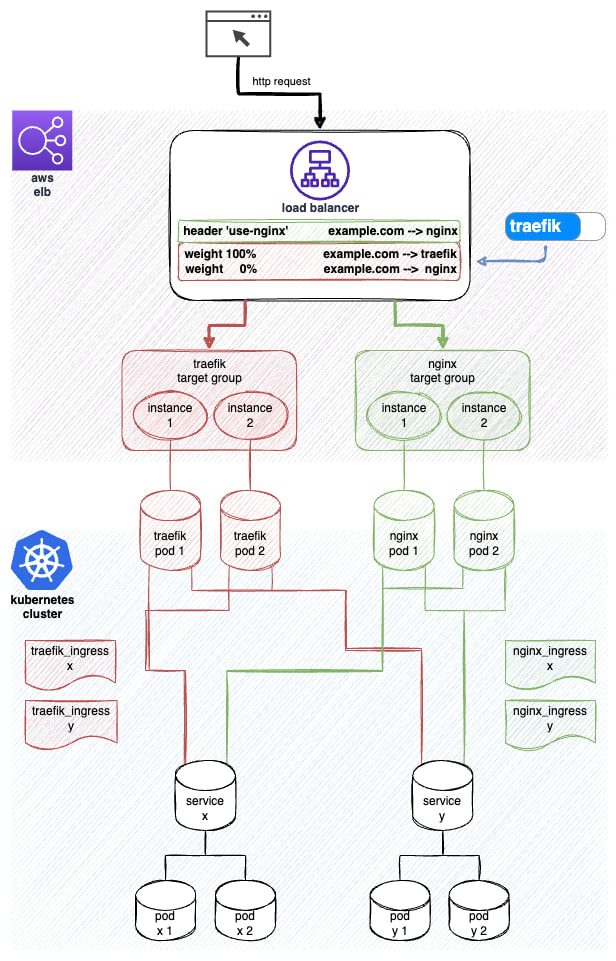 http request
aws
elb
load balancer
header 'use-nginx' example.com --> nginx
weight 100% example.com --> traefik
weight 0% example.com --> nginx
traefik
traefik
target group
instance
1
instance
2
nginx
target group
instance
1
instance
2
traefik
pod 1
traefik
pod 2
nginx
pod 1
nginx
pod 2
kubernetes
cluster
traefik_ingress
x
traefik_ingress
y
nginx_ingress
x
nginx_ingress
y
service
x
service
y
pod
x 1
pod
x 2
pod
y 1
pod
y 2